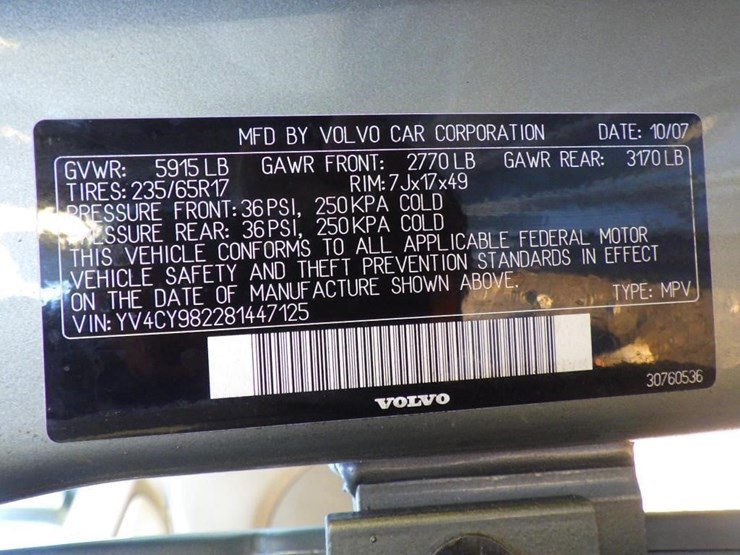 MFD BY VOLVO CAR CORPORATION DATE: 10/07
GVWR: 5915 LB GAWR FRONT: 2770 LB GAWR REAR: 3170 LB
TIRES: 235/65R17 RIM: 7Jx17x49
PRESSURE FRONT: 36 PSI, 250 KPA COLD
PRESSURE REAR: 36 PSI, 250 KPA COLD
THIS VEHICLE CONFORMS TO ALL APPLICABLE FEDERAL MOTOR
VEHICLE SAFETY AND THEFT PREVENTION STANDARDS IN EFFECT
ON THE DATE OF MANUFACTURE SHOWN ABOVE.
VIN: YV4CY982281447125 TYPE: MPV
30760536
VOLVO